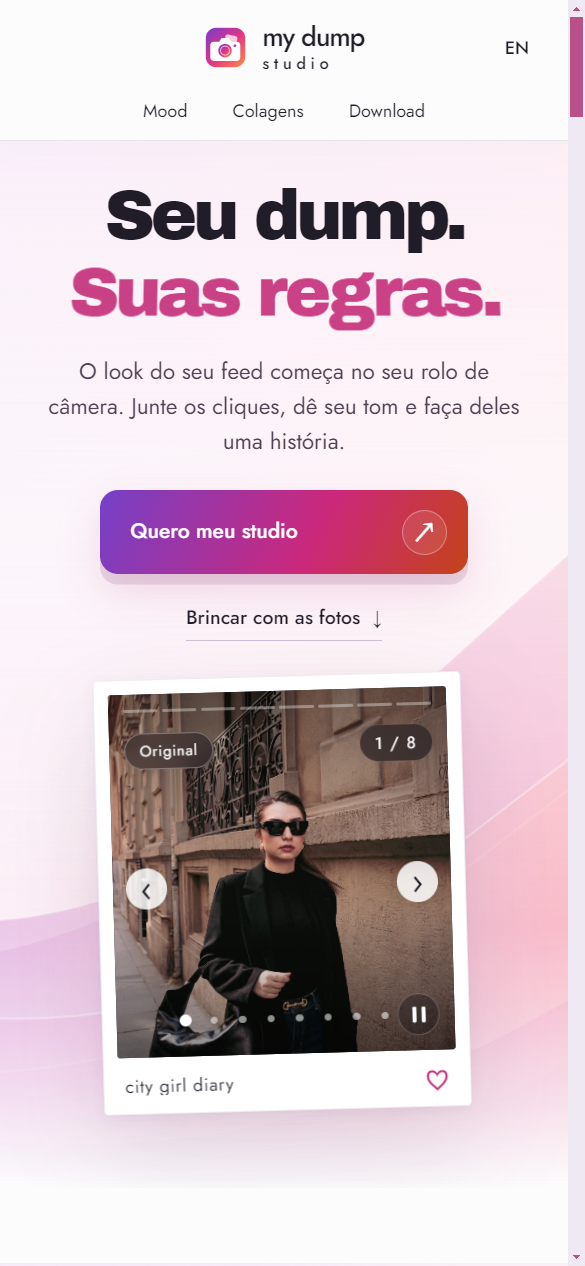 my dump
studio
EN
Mood Colagens Download
Seu dump.
Suas regras.
O look do seu feed começa no seu rolo de
câmera. Junte os cliques, dê seu tom e faça deles
uma história.
Quero meu studio ↗
Brincar com as fotos ↓
Original
1 / 8
city girl diary